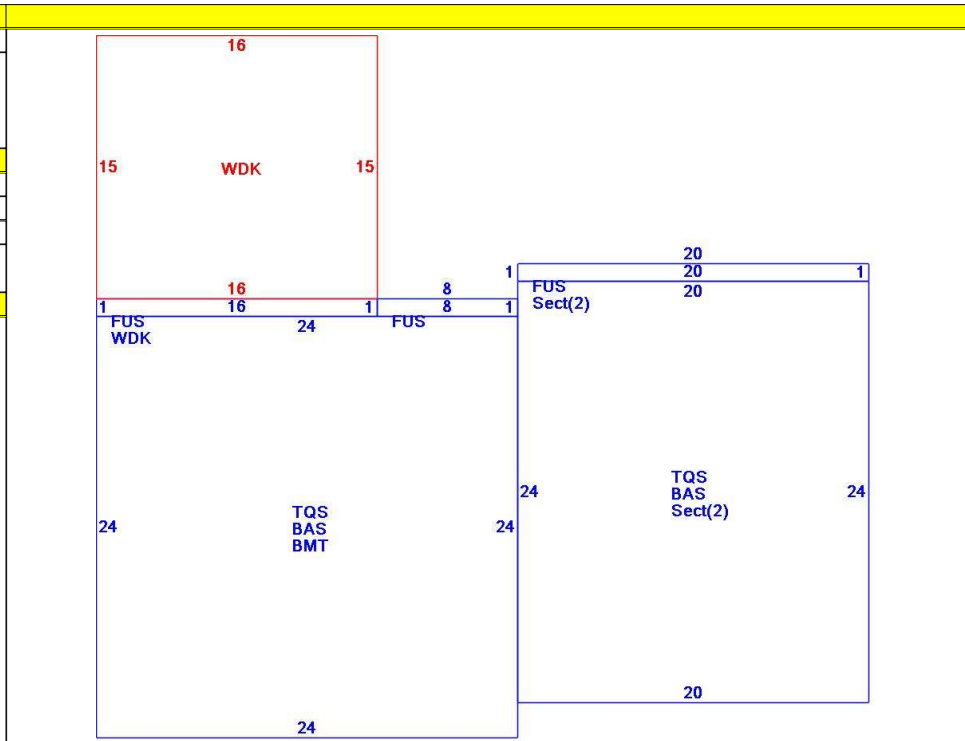 16
15 WDK 15
16
20
1 20 1
20
FUS
Sect(2)
8
1 16 1 8 1
FUS
WDK
24
FUS
24 TQS
BAS
BMT
24
24 TQS
BAS
Sect(2)
24
20
24